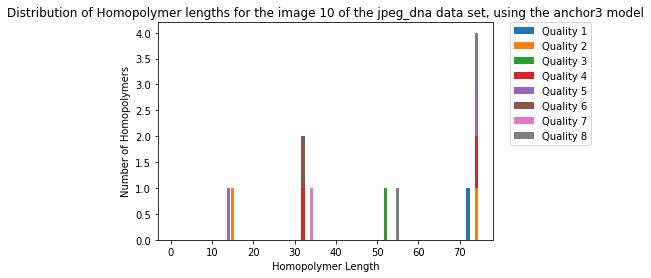 Distribution of Homopolymer lengths for the image 10 of the jpeg_dna data set, using the anchor3 model
4.0
3.5
3.0
2.5
2.0
1.5
1.0
0.5
0.0
Number of Homopolymers
0 10 20 30 40 50 60 70
Homopolymer Length
Quality 1
Quality 2
Quality 3
Quality 4
Quality 5
Quality 6
Quality 7
Quality 8